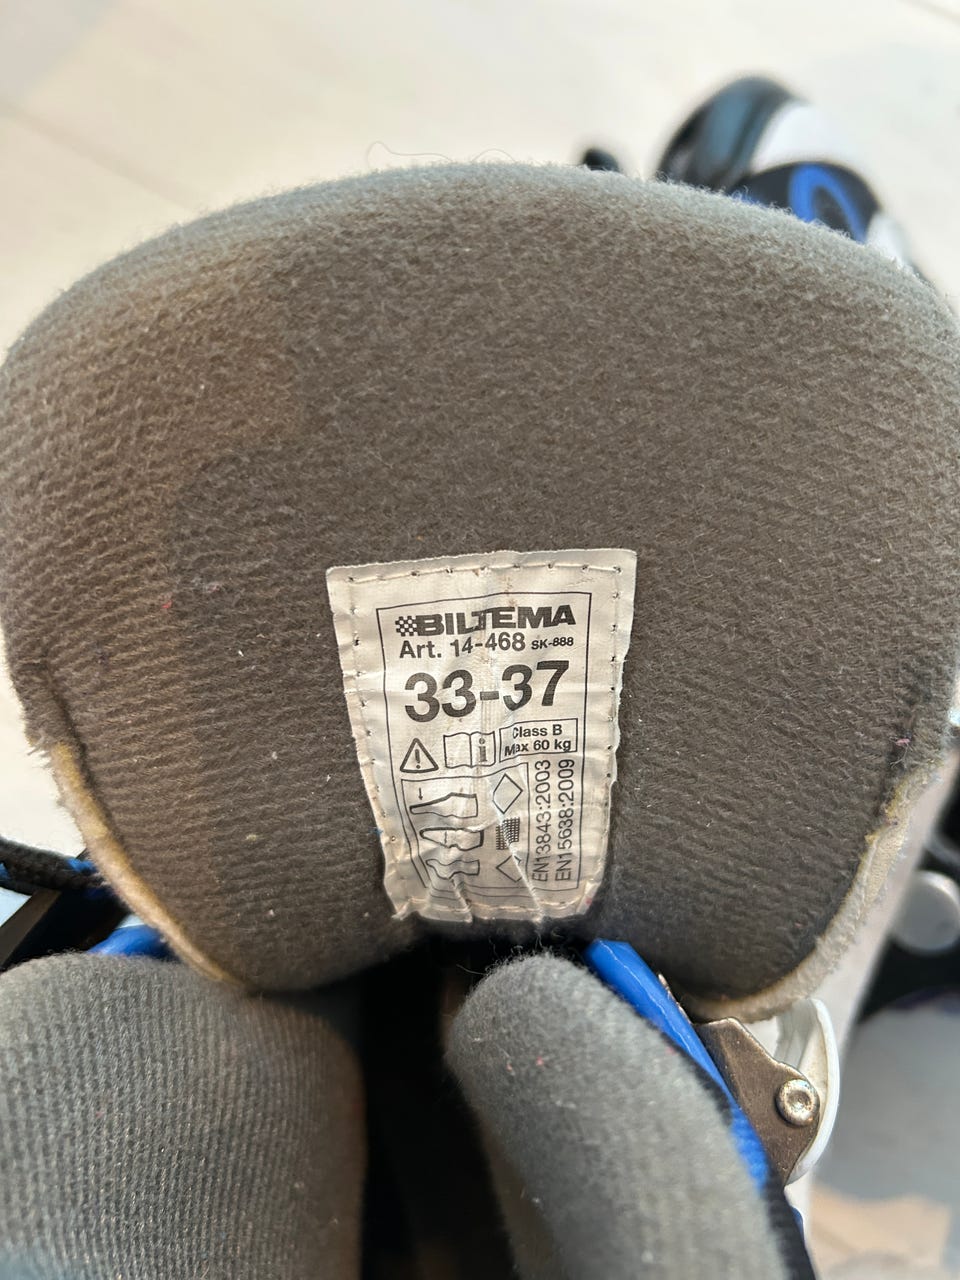 BILTEMA
Art. 14-468 SK-888
33-37
Class B
Max 60 kg
EN13843:2003
EN15638:2009